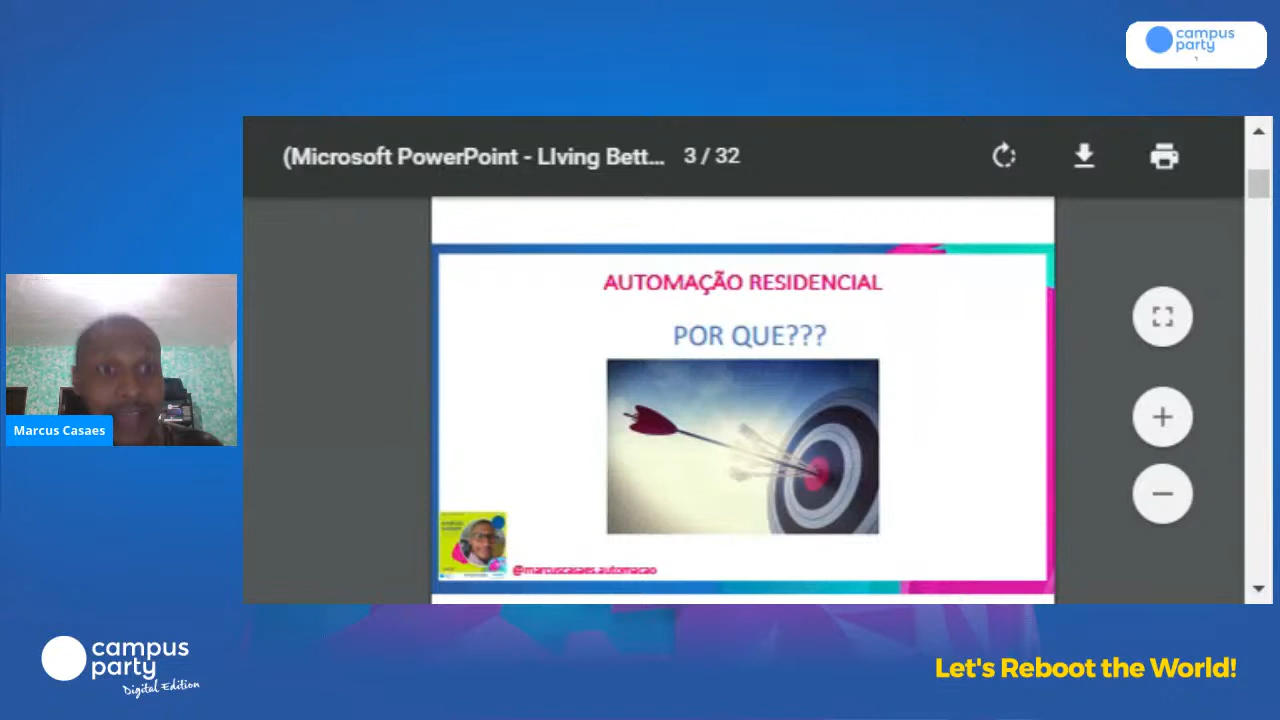 campus
party
(Microsoft PowerPoint - LIving Bett... 3 / 32
AUTOMAÇÃO RESIDENCIAL
POR QUE???
Marcus Casaes
@marcuscasaes.automacao
campus
party
Digital Edition
Let's Reboot the World!